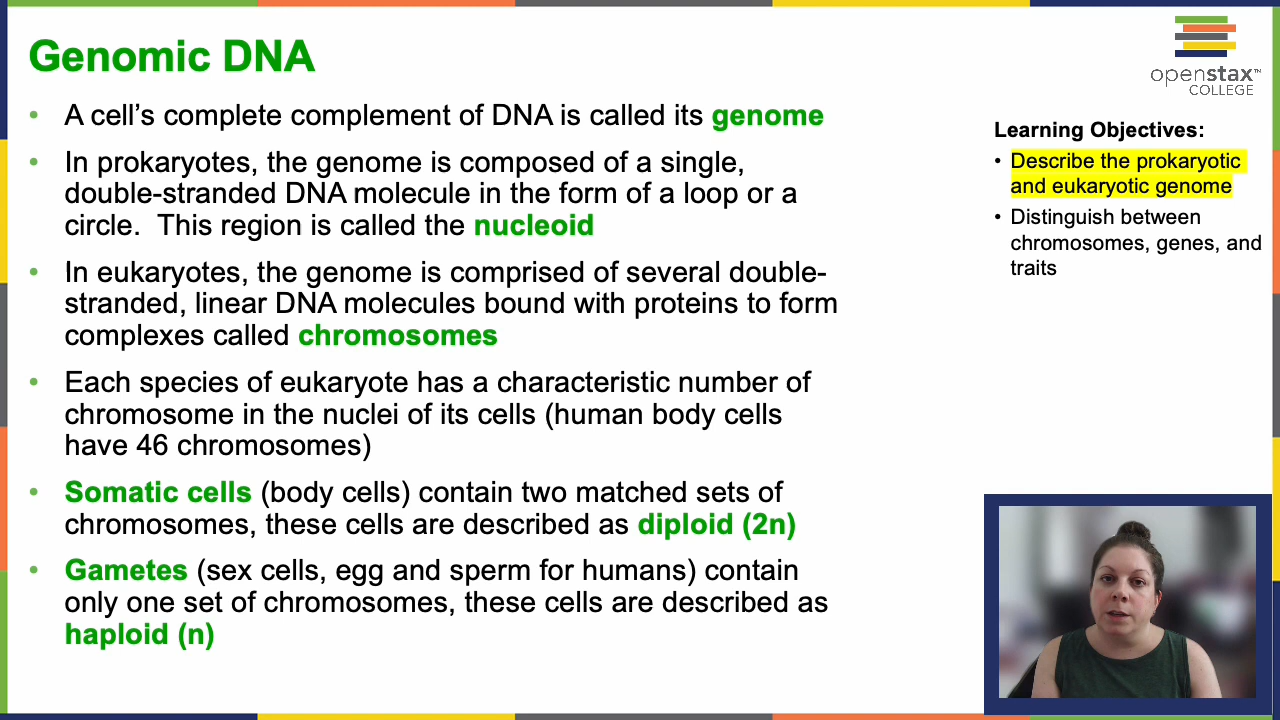 Genomic DNA
• A cell’s complete complement of DNA is called its genome
• In prokaryotes, the genome is composed of a single,
double-stranded DNA molecule in the form of a loop or a
circle.  This region is called the nucleoid
• In eukaryotes, the genome is comprised of several double-
stranded, linear DNA molecules bound with proteins to form
complexes called chromosomes
• Each species of eukaryote has a characteristic number of
chromosome in the nuclei of its cells (human body cells
have 46 chromosomes)
• Somatic cells (body cells) contain two matched sets of
chromosomes, these cells are described as diploid (2n)
• Gametes (sex cells, egg and sperm for humans) contain
only one set of chromosomes, these cells are described as
haploid (n)
openstax™
COLLEGE
Learning Objectives:
• Describe the prokaryotic
and eukaryotic genome
• Distinguish between
chromosomes, genes, and
traits